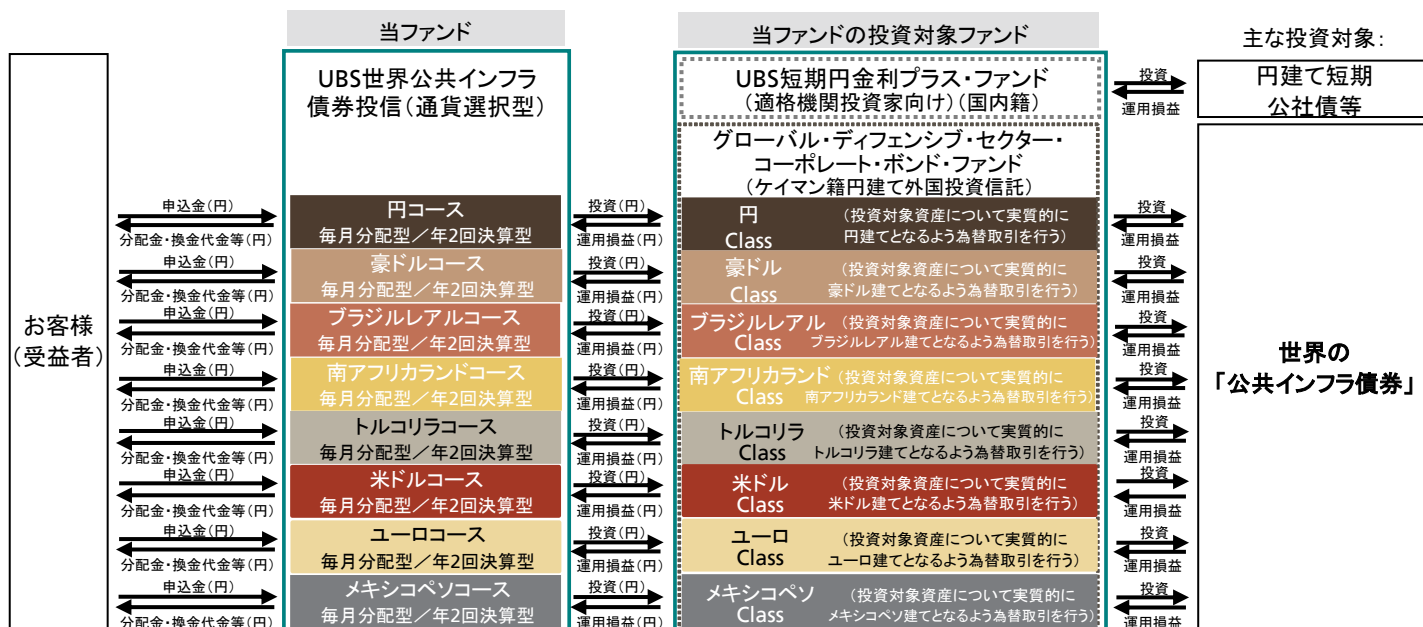 当ファンド
当ファンドの投資対象ファンド
主な投資対象：
お客様
（受益者）
UBS世界公共インフラ
債券投信（通貨選択型）
UBS短期円金利プラス・ファンド
（適格機関投資家向け）（国内籍）
投資
運用損益
円建て短期
公社債等
グローバル・ディフェンシブ・セクター・
コーポレート・ボンド・ファンド
（ケイマン籍円建て外国投資信託）
世界の
「公共インフラ債券」
申込金（円）
分配金・換金代金等（円）
円コース
毎月分配型／年2回決算型
投資（円）
運用損益（円）
円
Class
（投資対象資産について実質的に
円建てとなるよう為替取引を行う）
投資
運用損益
申込金（円）
分配金・換金代金等（円）
豪ドルコース
毎月分配型／年2回決算型
投資（円）
運用損益（円）
豪ドル
Class
（投資対象資産について実質的に
豪ドル建てとなるよう為替取引を行う）
投資
運用損益
申込金（円）
分配金・換金代金等（円）
ブラジルレアルコース
毎月分配型／年2回決算型
投資（円）
運用損益（円）
ブラジルレアル
Class
（投資対象資産について実質的に
ブラジルレアル建てとなるよう為替取引を行う）
投資
運用損益
申込金（円）
分配金・換金代金等（円）
南アフリカランドコース
毎月分配型／年2回決算型
投資（円）
運用損益（円）
南アフリカランド
Class
（投資対象資産について実質的に
南アフリカランド建てとなるよう為替取引を行う）
投資
運用損益
申込金（円）
分配金・換金代金等（円）
トルコリラコース
毎月分配型／年2回決算型
投資（円）
運用損益（円）
トルコリラ
Class
（投資対象資産について実質的に
トルコリラ建てとなるよう為替取引を行う）
投資
運用損益
申込金（円）
分配金・換金代金等（円）
米ドルコース
毎月分配型／年2回決算型
投資（円）
運用損益（円）
米ドル
Class
（投資対象資産について実質的に
米ドル建てとなるよう為替取引を行う）
投資
運用損益
申込金（円）
分配金・換金代金等（円）
ユーロコース
毎月分配型／年2回決算型
投資（円）
運用損益（円）
ユーロ
Class
（投資対象資産について実質的に
ユーロ建てとなるよう為替取引を行う）
投資
運用損益
申込金（円）
分配金・換金代金等（円）
メキシコペソコース
毎月分配型／年2回決算型
投資（円）
運用損益（円）
メキシコペソ
Class
（投資対象資産について実質的に
メキシコペソ建てとなるよう為替取引を行う）
投資
運用損益